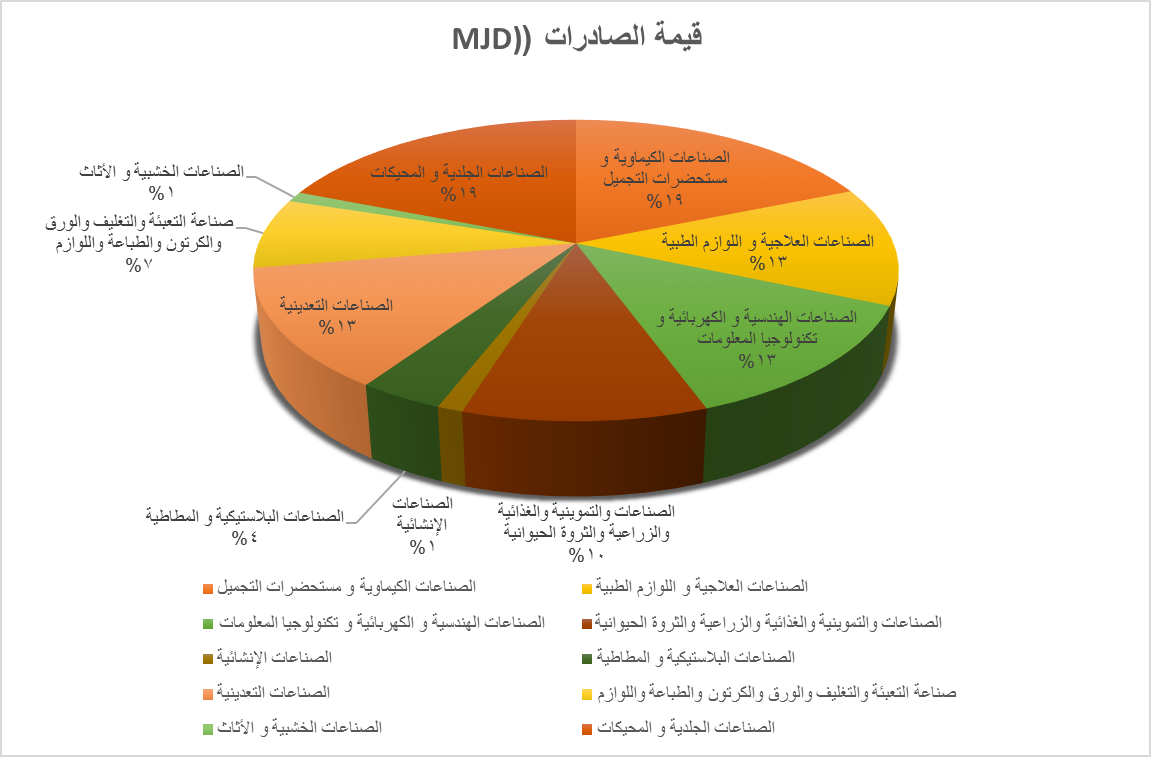 قيمة الصادرات ((MJD
الصناعات الكيماوية و
مستحضرات التجميل
%١٩
الصناعات العلاجية و اللوازم الطبية
%١٣
الصناعات الهندسية و الكهربائية و
تكنولوجيا المعلومات
%١٣
الصناعات والتموينية والغذائية
والزراعية والثروة الحيوانية
%١٠
الصناعات
الإنشائية
%١
الصناعات البلاستيكية و المطاطية
%٤
الصناعات التعدينية
%١٣
صناعة التعبئة والتغليف والورق
والكرتون والطباعة واللوازم
%٧
الصناعات الخشبية و الأثاث
%١
الصناعات الجلدية و المحيكات
%١٩
الصناعات الكيماوية و مستحضرات التجميل
الصناعات العلاجية و اللوازم الطبية
الصناعات الهندسية و الكهربائية و تكنولوجيا المعلومات
الصناعات والتموينية والغذائية والزراعية والثروة الحيوانية
الصناعات الإنشائية
الصناعات البلاستيكية و المطاطية
الصناعات التعدينية
صناعة التعبئة والتغليف والورق والكرتون والطباعة واللوازم
الصناعات الخشبية و الأثاث
الصناعات الجلدية و المحيكات